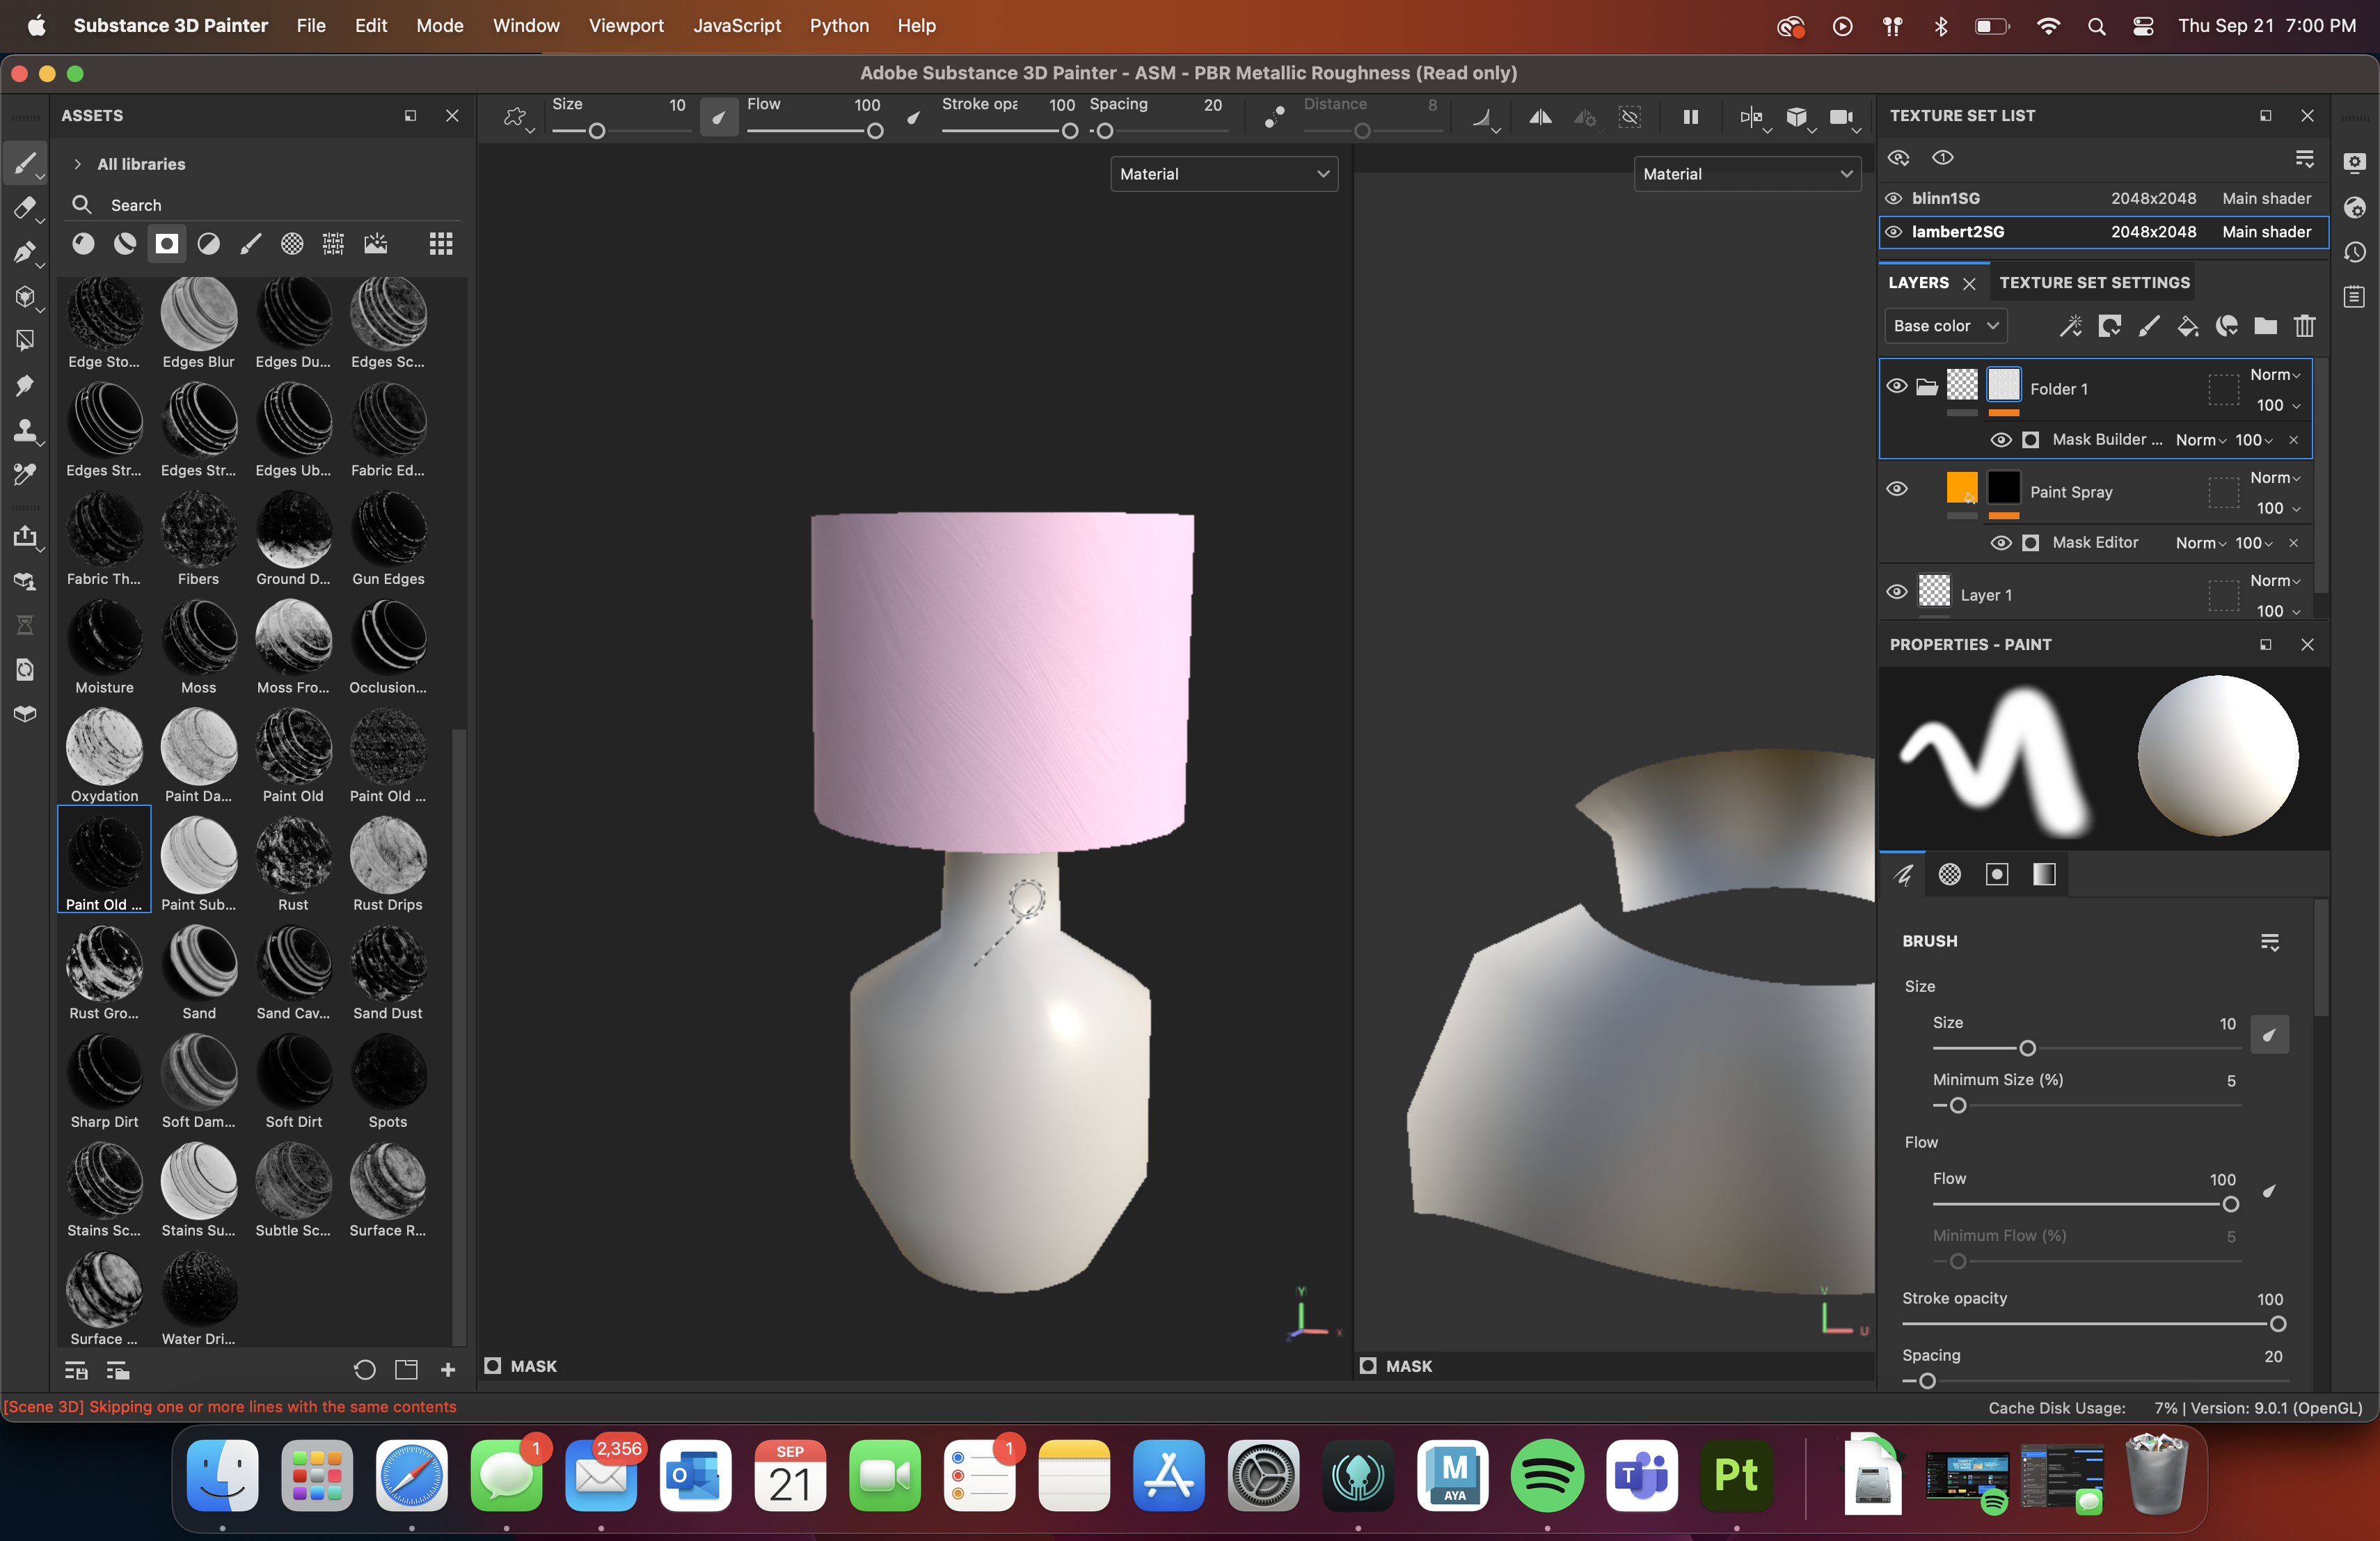 Substance 3D Painter File Edit Mode Window Viewport JavaScript Python Help Thu Sep 21 7:00 PM
Adobe Substance 3D Painter - ASM - PBR Metallic Roughness (Read only)
ASSETS
All libraries
Search
Edge Sto... Edges Blur Edges Du... Edges Sc...
Edges Str... Edges Str... Edges Ub... Fabric Ed...
Fabric Th... Fibers Ground D... Gun Edges
Moisture Moss Moss Fro... Occlusion...
Oxydation Paint Da... Paint Old Paint Old ...
Paint Old ... Paint Sub... Rust Rust Drips
Rust Gro... Sand Sand Cav... Sand Dust
Sharp Dirt Soft Dam... Soft Dirt Spots
Stains Sc... Stains Su... Subtle Sc... Surface R...
Surface ... Water Dri...
Size 10 Flow 100 Stroke opa 100 Spacing 20 Distance 8
Material
Y
X
Z
MASK
Material
V
U
MASK
TEXTURE SET LIST
1
blinn1SG 2048x2048 Main shader
lambert2SG 2048x2048 Main shader
LAYERS TEXTURE SET SETTINGS
Base color
Folder 1 Norm
100
Mask Builder ... Norm 100
Paint Spray Norm
100
Mask Editor Norm 100
Layer 1 Norm
100
PROPERTIES - PAINT
BRUSH
Size
Size 10
Minimum Size (%) 5
Flow
Flow 100
Minimum Flow (%) 5
Stroke opacity 100
Spacing 20
[Scene 3D] Skipping one or more lines with the same contents
Cache Disk Usage: 7% | Version: 9.0.1 (OpenGL)
1 2,356 O SEP 21 1 M AYA T Pt